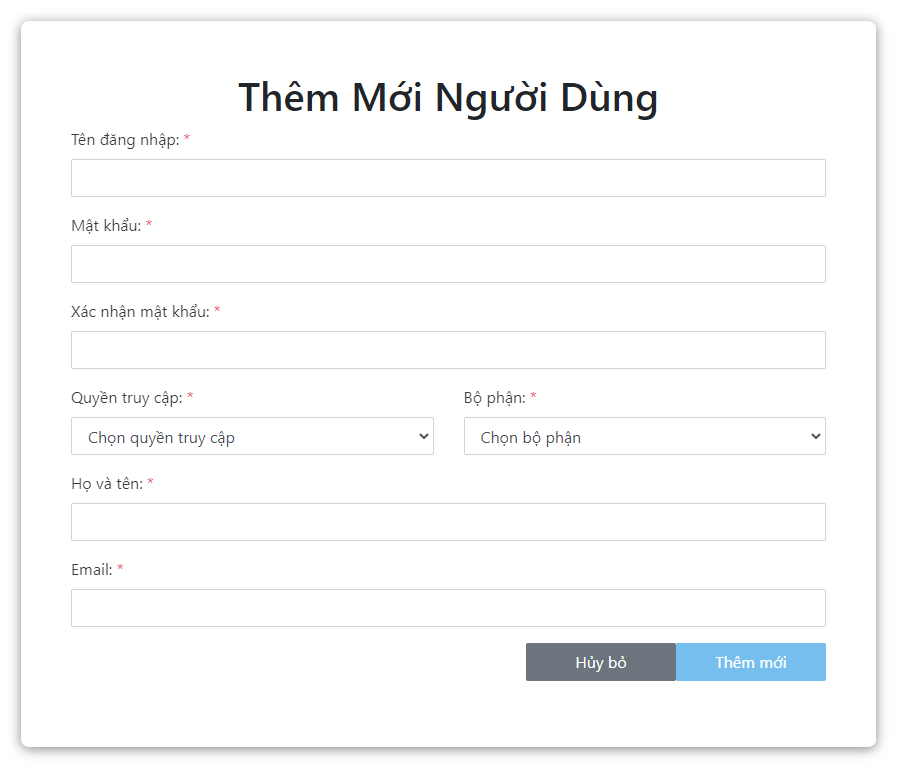 Thêm Mới Người Dùng
Tên đăng nhập: *
Mật khẩu: *
Xác nhận mật khẩu: *
Quyền truy cập: * Bộ phận: *
Chọn quyền truy cập Chọn bộ phận
Họ và tên: *
Email: *
Hủy bỏ Thêm mới